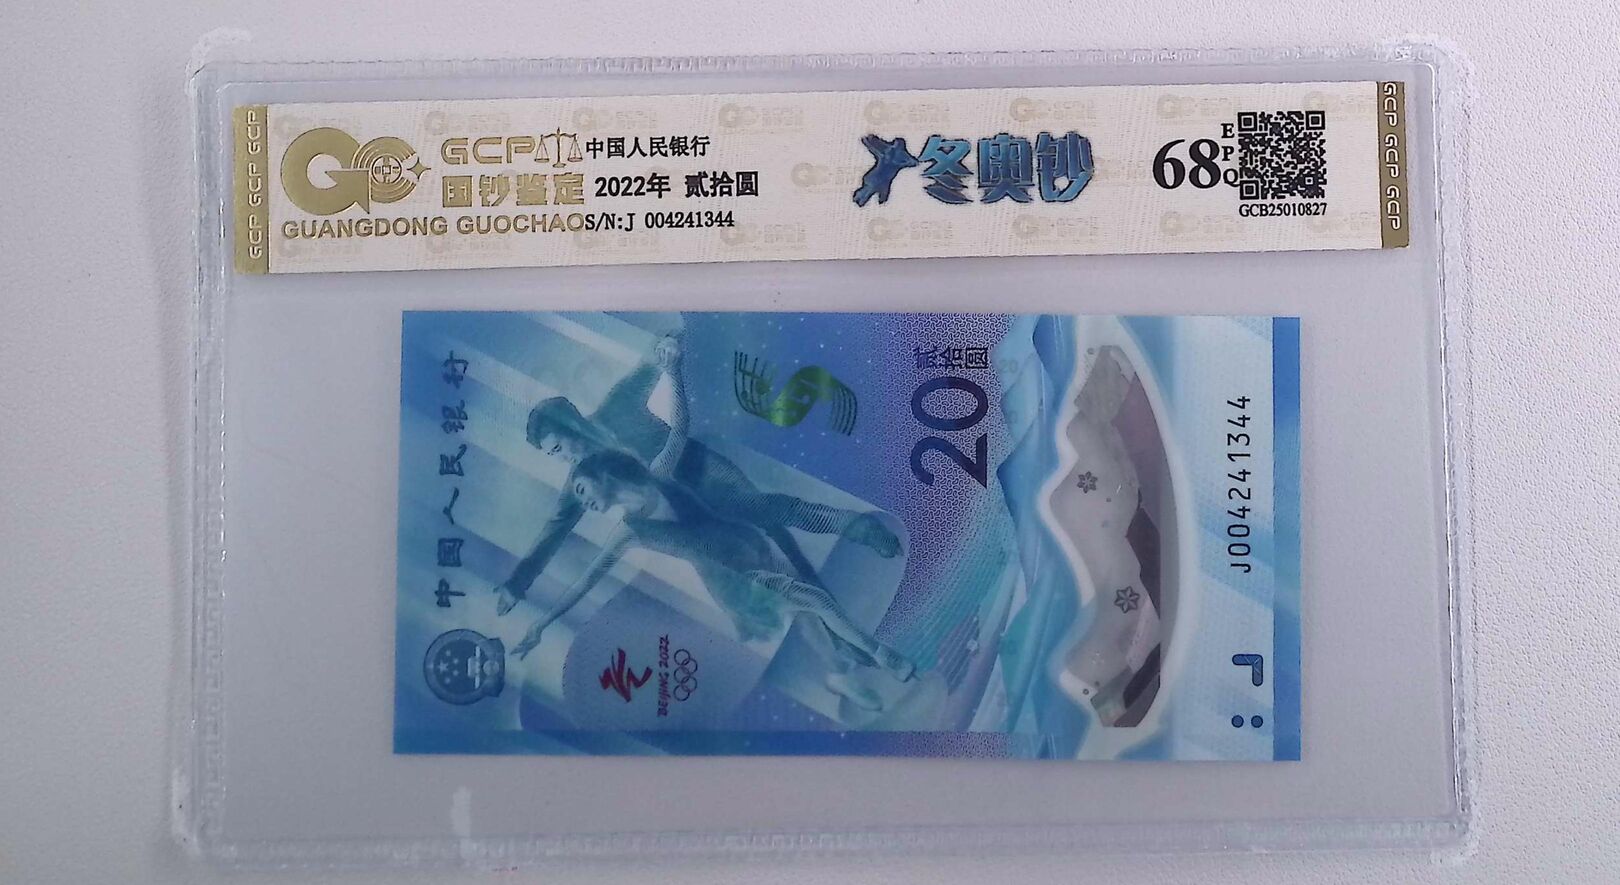 GCP GCP GCP
GCP
国钞鉴定
GUANGDONG GUOCHAO
中国人民银行
2022年 贰拾圆
S/N:J 004241344
冬奥钞
68
EPQ
GCB25010827
GCP GCP GCP
中国人民银行
贰拾圆
20
BEIJING 2022
J004241344